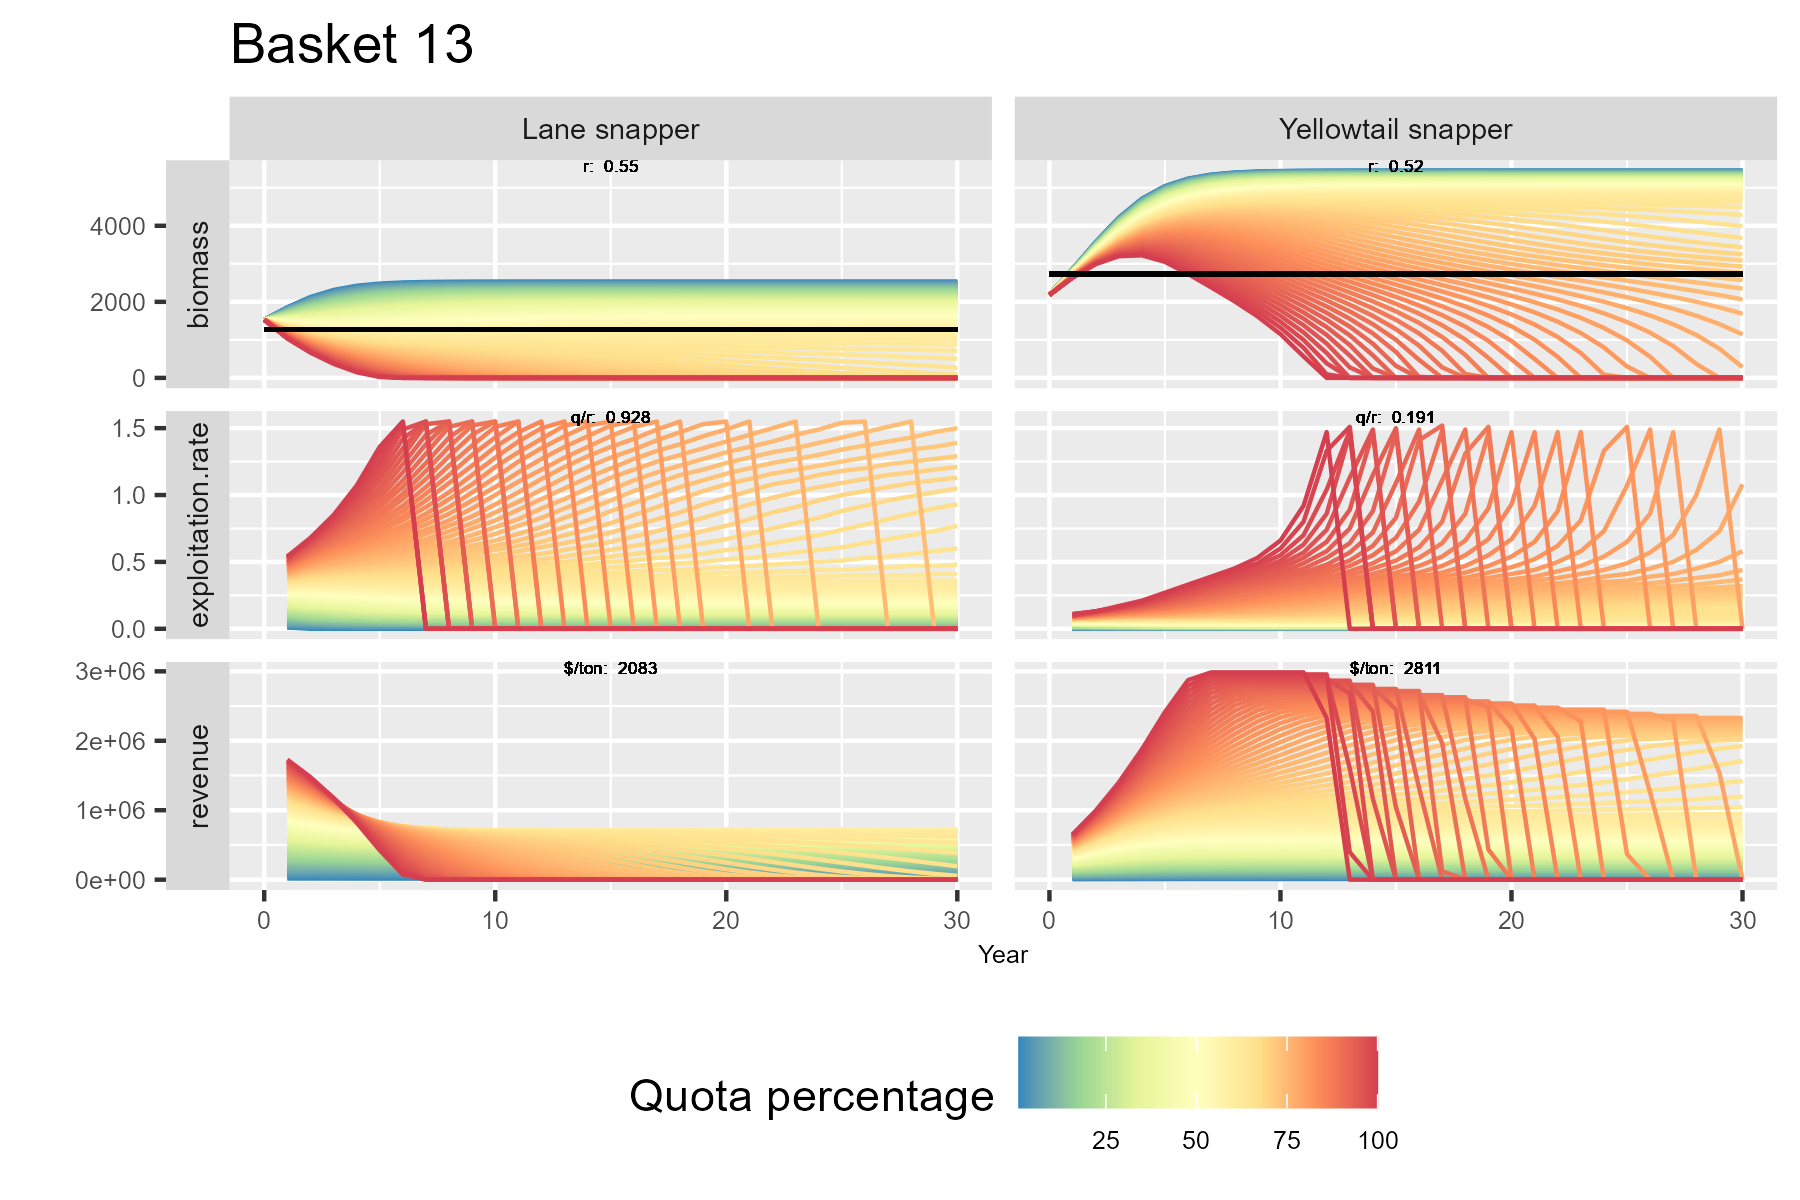 Basket 13
Lane snapper
Yellowtail snapper
r: 0.55
r: 0.52
biomass
4000
2000
0
q/r: 0.928
q/r: 0.191
exploitation.rate
1.5
1.0
0.5
0.0
$/ton: 2083
$/ton: 2811
revenue
3e+06
2e+06
1e+06
0e+00
0 10 20 30
0 10 20 30
Year
Quota percentage
25 50 75 100